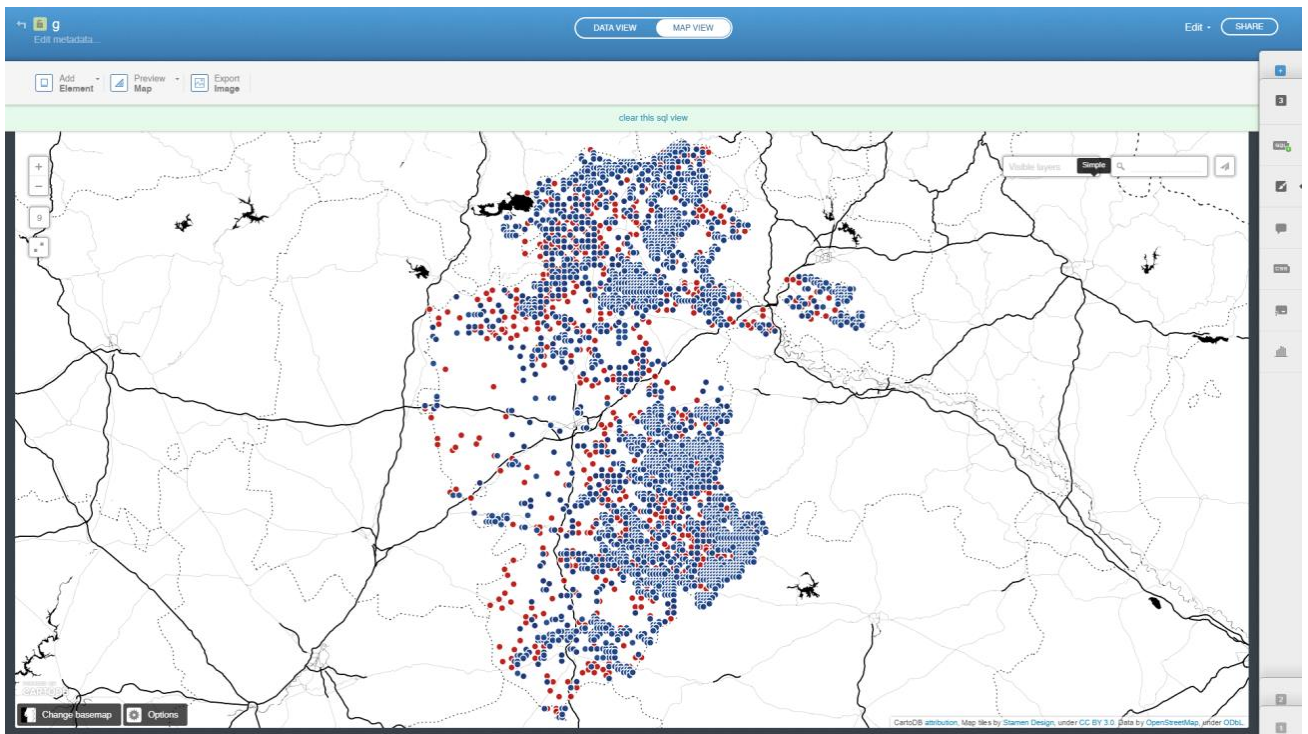 g
Edit metadata...
DATA VIEW
MAP VIEW
Edit
SHARE
Add
Element
Preview
Map
Export
Image
clear this sql view
+
3
SQL
CSS
2
1
+
−
9
Visible layers
Simple
CARTODB
Change basemap
Options
CartoDB attribution, Map tiles by Stamen Design, under CC BY 3.0. Data by OpenStreetMap, under ODbL.